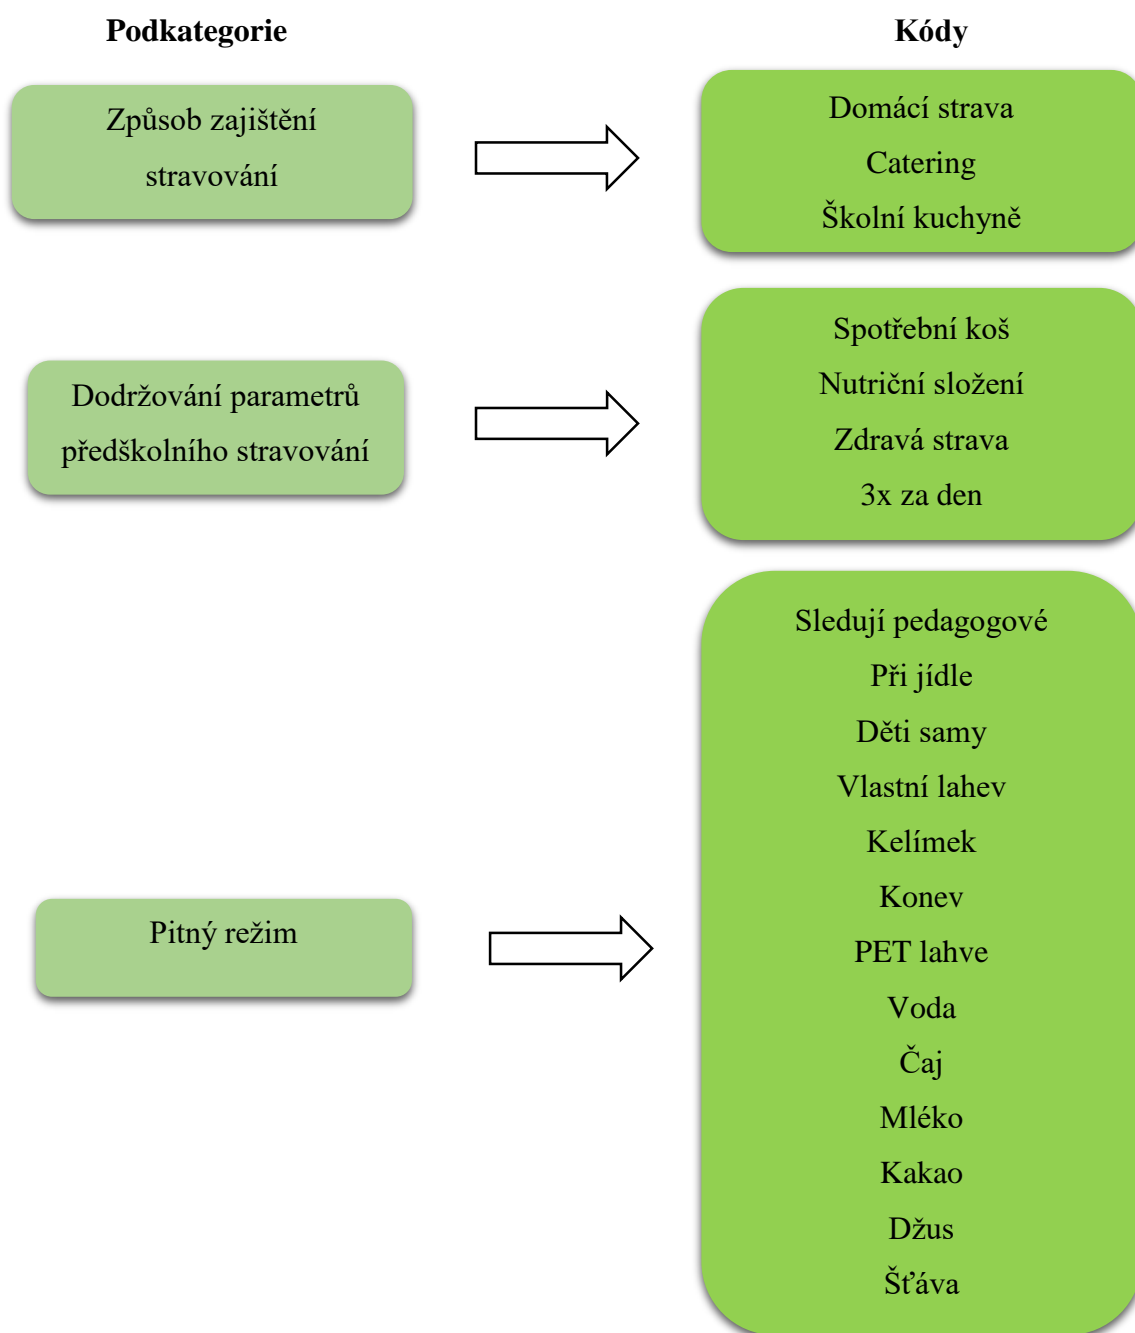 Podkategorie
Kódy
Způsob zajištění
stravování
Domácí strava
Catering
Školní kuchyně
Dodržování parametrů
předškolního stravování
Spotřební koš
Nutriční složení
Zdravá strava
3x za den
Pitný režim
Sledují pedagogové
Při jídle
Děti samy
Vlastní lahev
Kelímek
Konev
PET lahve
Voda
Čaj
Mléko
Kakao
Džus
Šťáva